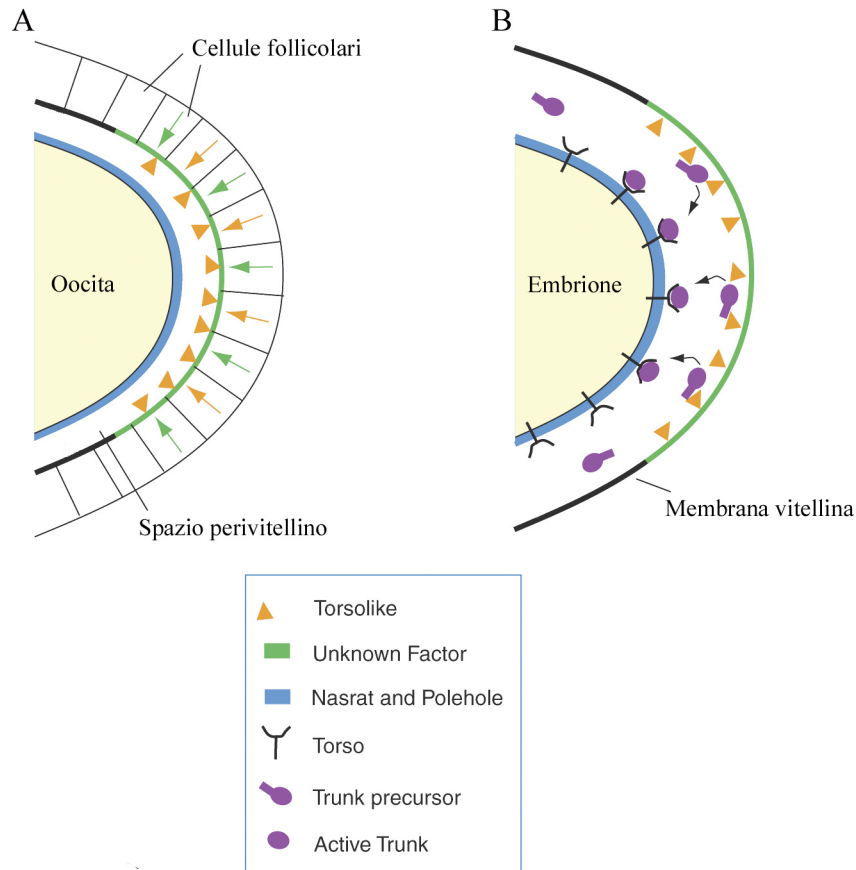 A
Cellule follicolari
Oocita
Spazio perivitellino
B
Embrione
Membrana vitellina
Torsolike
Unknown Factor
Nasrat and Polehole
Torso
Trunk precursor
Active Trunk